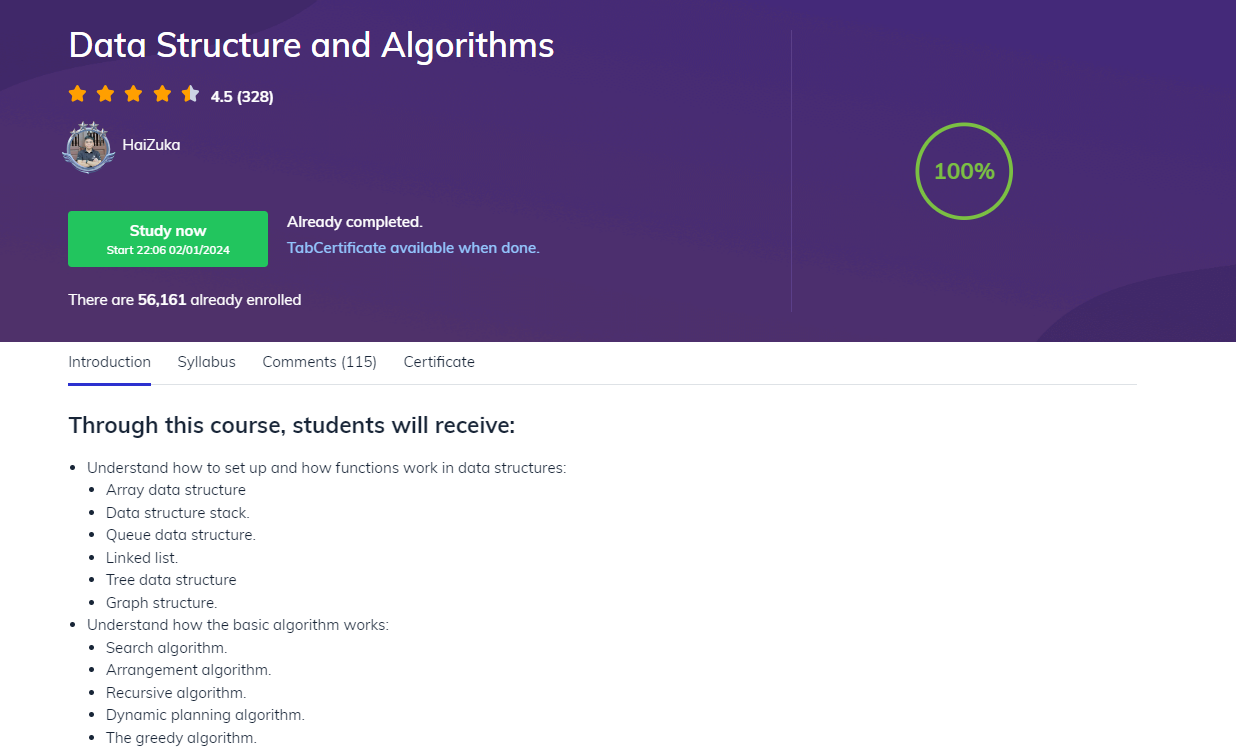 Data Structure and Algorithms
4.5 (328)
HaiZuka
100%
Study now
Start 22:06 02/01/2024
Already completed.
TabCertificate available when done.
There are 56,161 already enrolled
Introduction Syllabus Comments (115) Certificate
Through this course, students will receive:
Understand how to set up and how functions work in data structures:
Array data structure
Data structure stack.
Queue data structure.
Linked list.
Tree data structure
Graph structure.
Understand how the basic algorithm works:
Search algorithm.
Arrangement algorithm.
Recursive algorithm.
Dynamic planning algorithm.
The greedy algorithm.